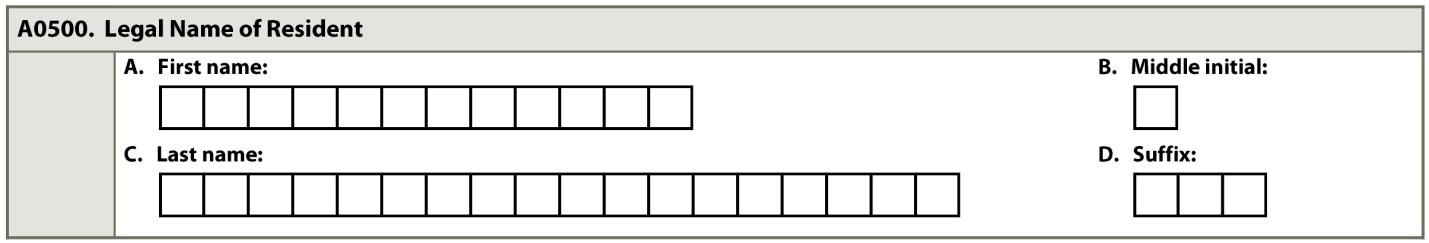 A0500. Legal Name of Resident
A. First name:
B. Middle initial:
C. Last name:
D. Suffix: